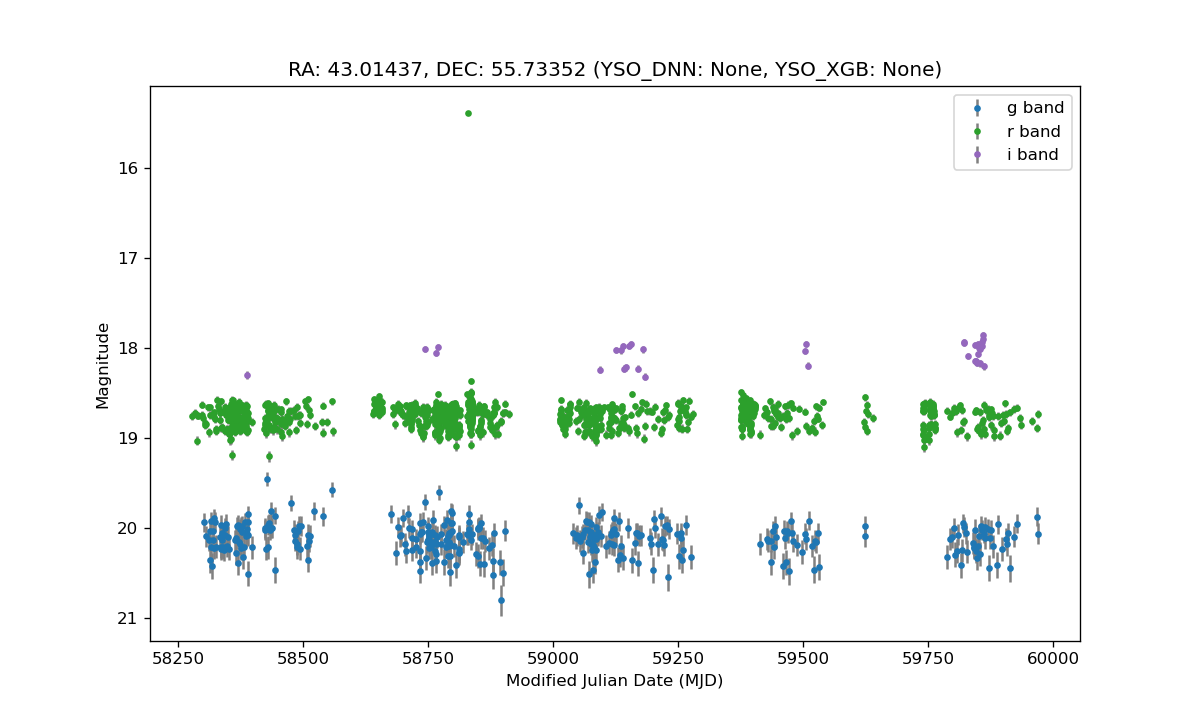 RA: 43.01437, DEC: 55.73352 (YSO_DNN: None, YSO_XGB: None)
g band
r band
i band
16
17
18
19
20
21
Magnitude
58250 58500 58750 59000 59250 59500 59750 60000
Modified Julian Date (MJD)